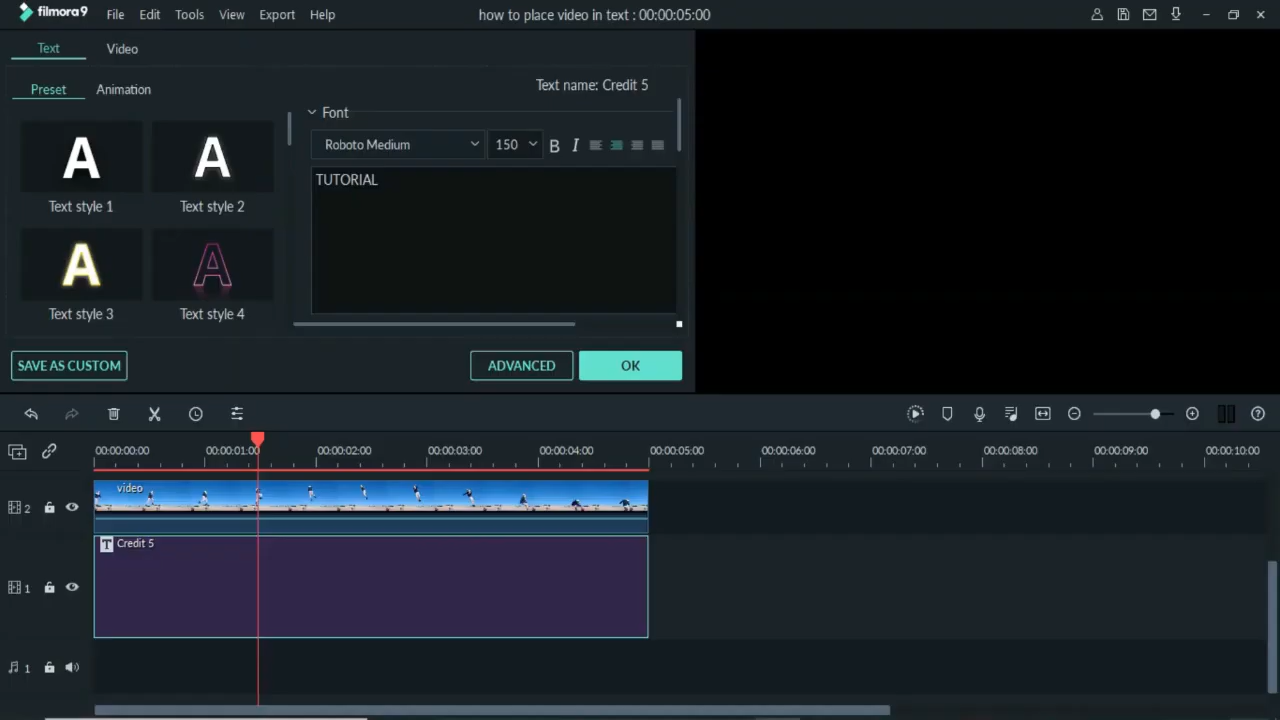 filmora9 File Edit Tools View Export Help how to place video in text : 00:00:05:00
Text Video
Text name: Credit 5
Preset Animation
Font
Roboto Medium 150 B I
TUTORIAL
A A
Text style 1 Text style 2
A A
Text style 3 Text style 4
SAVE AS CUSTOM ADVANCED OK
00:00:00:00 00:00:01:00 00:00:02:00 00:00:03:00 00:00:04:00 00:00:05:00 00:00:06:00 00:00:07:00 00:00:08:00 00:00:09:00 00:00:10:00
video
2
T Credit 5
1
1